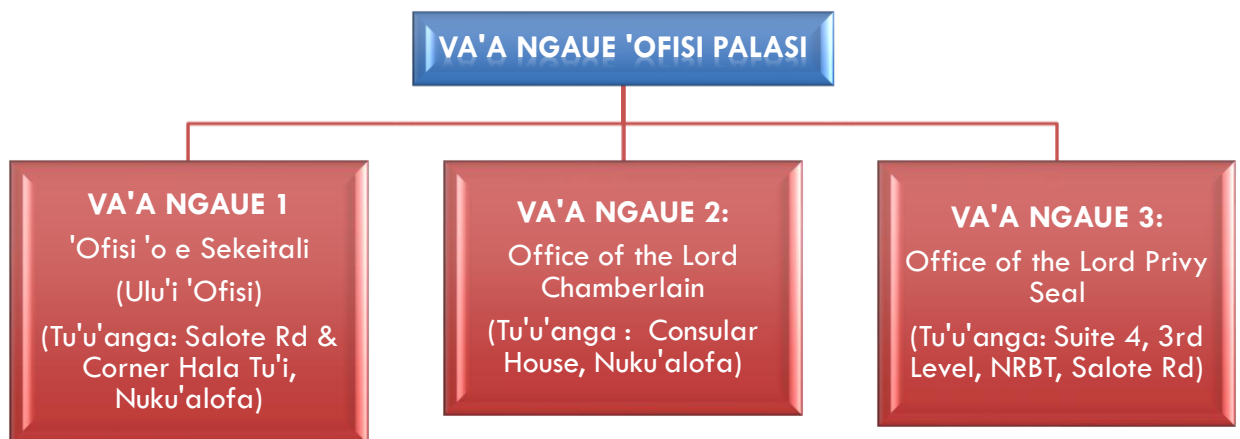 VA'A NGAUE 'OFISI PALASI
VA'A NGAUE 1
'Ofisi 'o e Sekeitali
(Ulu'i 'Ofisi)
(Tu'u'anga: Salote Rd &
Corner Hala Tu'i,
Nuku'alofa)
VA'A NGAUE 2:
Office of the Lord
Chamberlain
(Tu'u'anga : Consular
House, Nuku'alofa)
VA'A NGAUE 3:
Office of the Lord Privy
Seal
(Tu'u'anga: Suite 4, 3rd
Level, NRBT, Salote Rd)